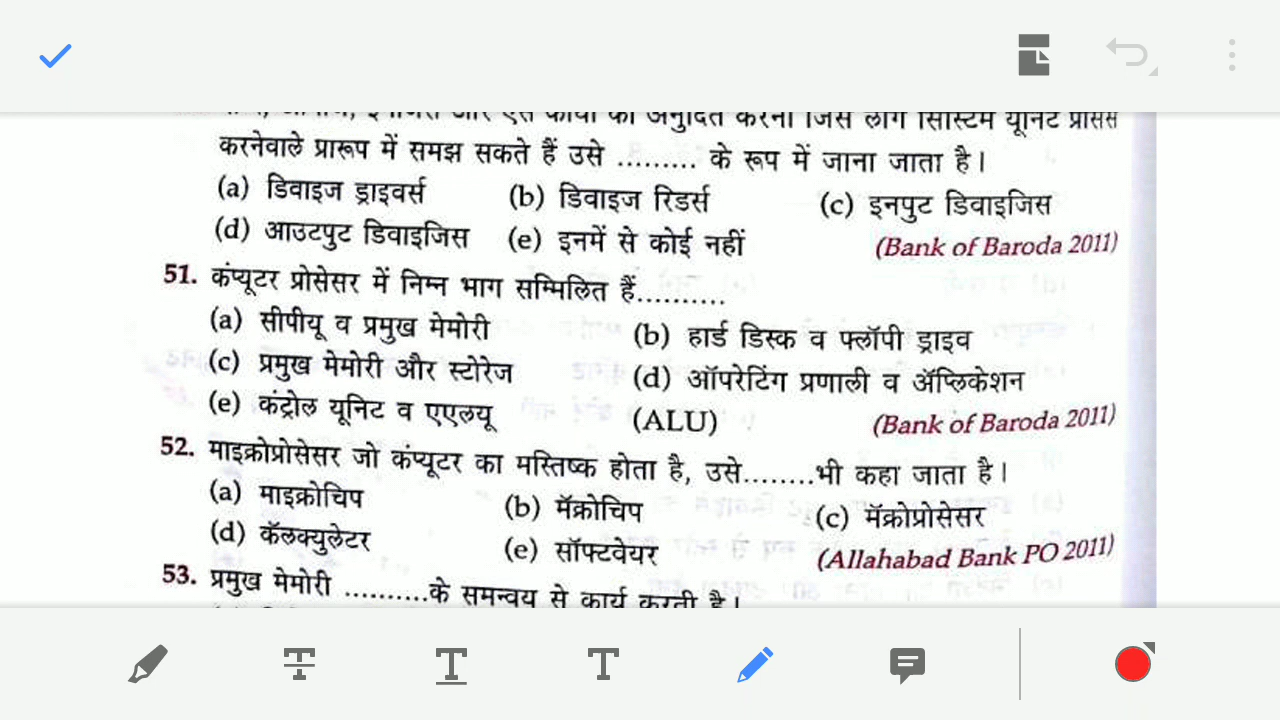 करनेवाले प्रारूप में समझ सकते हैं उसे ......... के रूप में जाना जाता है।
(a) डिवाइज ड्राइवर्स (b) डिवाइज रिडर्स (c) इनपुट डिवाइजिस
(d) आउटपुट डिवाइजिस (e) इनमें से कोई नहीं (Bank of Baroda 2011)
51. कंप्यूटर प्रोसेसर में निम्न भाग सम्मिलित हैं..........
(a) सीपीयू व प्रमुख मेमोरी (b) हार्ड डिस्क व फ्लॉपी ड्राइव
(c) प्रमुख मेमोरी और स्टोरेज (d) ऑपरेटिंग प्रणाली व ॲप्लिकेशन
(e) कंट्रोल यूनिट व एएलयू (ALU) (Bank of Baroda 2011)
52. माइक्रोप्रोसेसर जो कंप्यूटर का मस्तिष्क होता है, उसे........भी कहा जाता है।
(a) माइक्रोचिप (b) मॅक्रोचिप (c) मॅक्रोप्रोसेसर
(d) कॅलक्युलेटर (e) सॉफ्टवेयर (Allahabad Bank PO 2011)
53. प्रमुख मेमोरी ..........के समन्वय से कार्य करती है।
T T T